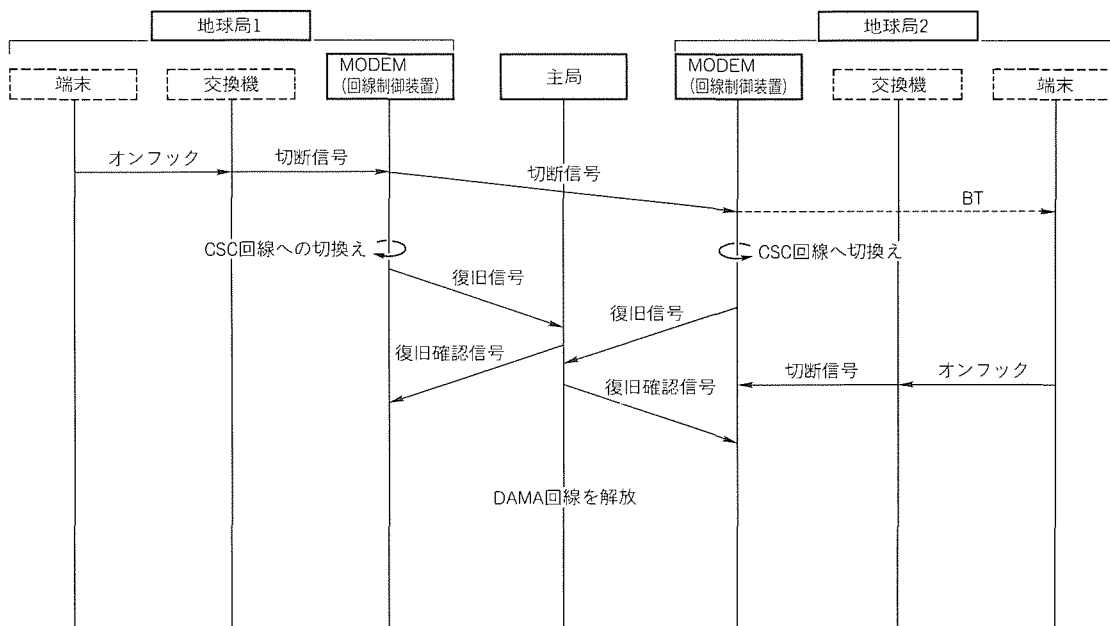 地球局1
地球局2
端末
交換機
MODEM
(回線制御装置)
主局
MODEM
(回線制御装置)
交換機
端末
オンフック
切断信号
切断信号
BT
CSC回線への切換え
CSC回線へ切換え
復旧信号
復旧信号
復旧確認信号
復旧確認信号
切断信号
オンフック
DAMA回線を解放